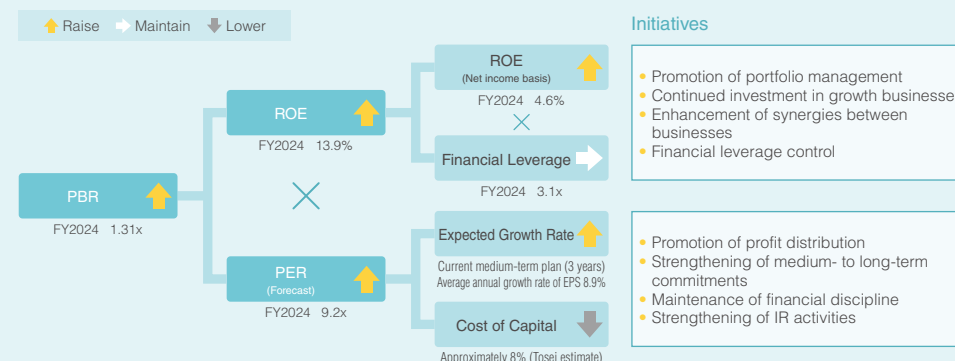 Raise Maintain Lower
PBR
FY2024 1.31x
ROE
FY2024 13.9%
×
PER
(Forecast)
FY2024 9.2x
ROE
(Net income basis)
FY2024 4.6%
×
Financial Leverage
FY2024 3.1x
Expected Growth Rate
Current medium-term plan (3 years)
Average annual growth rate of EPS 8.9%
Cost of Capital
Approximately 8% (Tosei estimate)
Initiatives
• Promotion of portfolio management
• Continued investment in growth businesse
• Enhancement of synergies between
businesses
• Financial leverage control
• Promotion of profit distribution
• Strengthening of medium- to long-term
commitments
• Maintenance of financial discipline
• Strengthening of IR activities